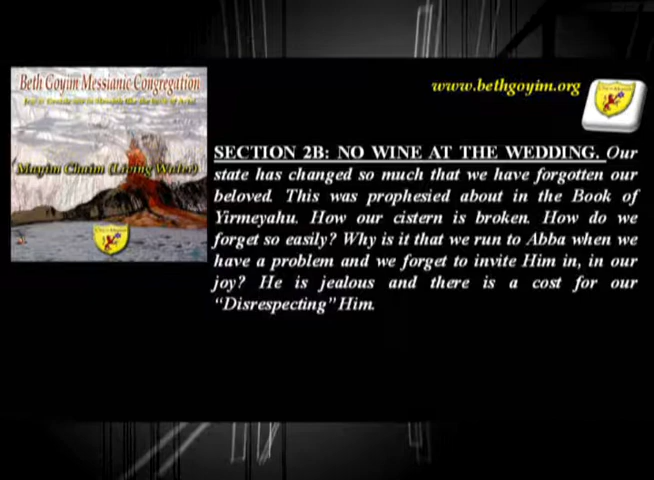 Beth Goyim Messianic Congregation
Mayim Chaim (Living Water)
www.bethgoyim.org
SECTION 2B: NO WINE AT THE WEDDING. Our
state has changed so much that we have forgotten our
beloved. This was prophesied about in the Book of
Yirmeyahu. How our cistern is broken. How do we
forget so easily? Why is it that we run to Abba when we
have a problem and we forget to invite Him in, in our
joy? He is jealous and there is a cost for our
“Disrespecting” Him.